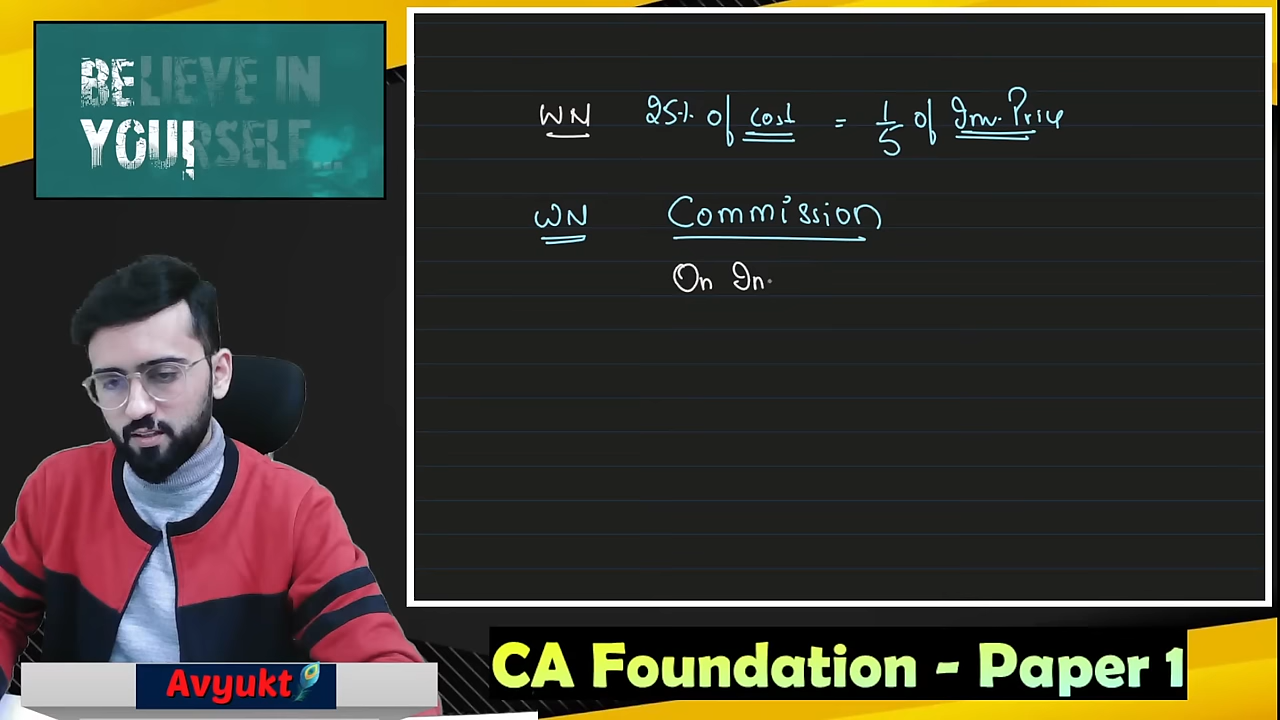 BELIEVE IN
YOURSELF...
WN 25% of Cost = 1/5 of Inv. Price
WN Commission
On In
Avyukt
CA Foundation - Paper 1